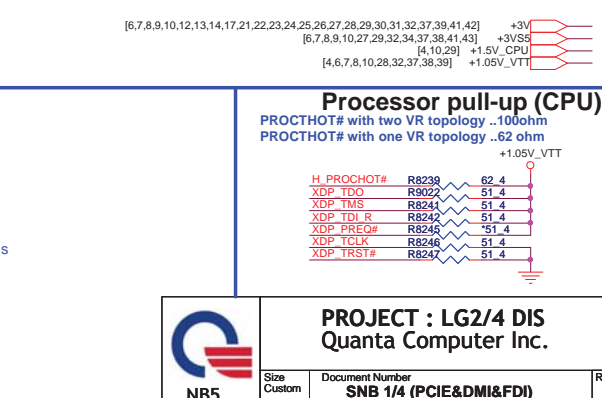 [6,7,8,9,10,12,13,14,17,21,22,23,24,25,26,27,28,29,30,31,32,37,39,41,42] +3V
[6,7,8,9,10,27,29,32,34,37,38,41,43] +3VS5
[4,10,29] +1.5V_CPU
[4,6,7,8,10,28,32,37,38,39] +1.05V_VTT
Processor pull-up (CPU)
PROCTHOT# with two VR topology ..100ohm
PROCTHOT# with one VR topology ..62 ohm
+1.05V_VTT
H_PROCHOT# R8239 62_4
XDP_TDO R9022 51_4
XDP_TMS R8241 51_4
XDP_TDI_R R8242 51_4
XDP_PREQ# R8245 *51_4
XDP_TCLK R8246 51_4
XDP_TRST# R8247 51_4
s
PROJECT : LG2/4 DIS
Quanta Computer Inc.
NB5
Size
Custom
Document Number
SNB 1/4 (PCIE&DMI&FDI)
R